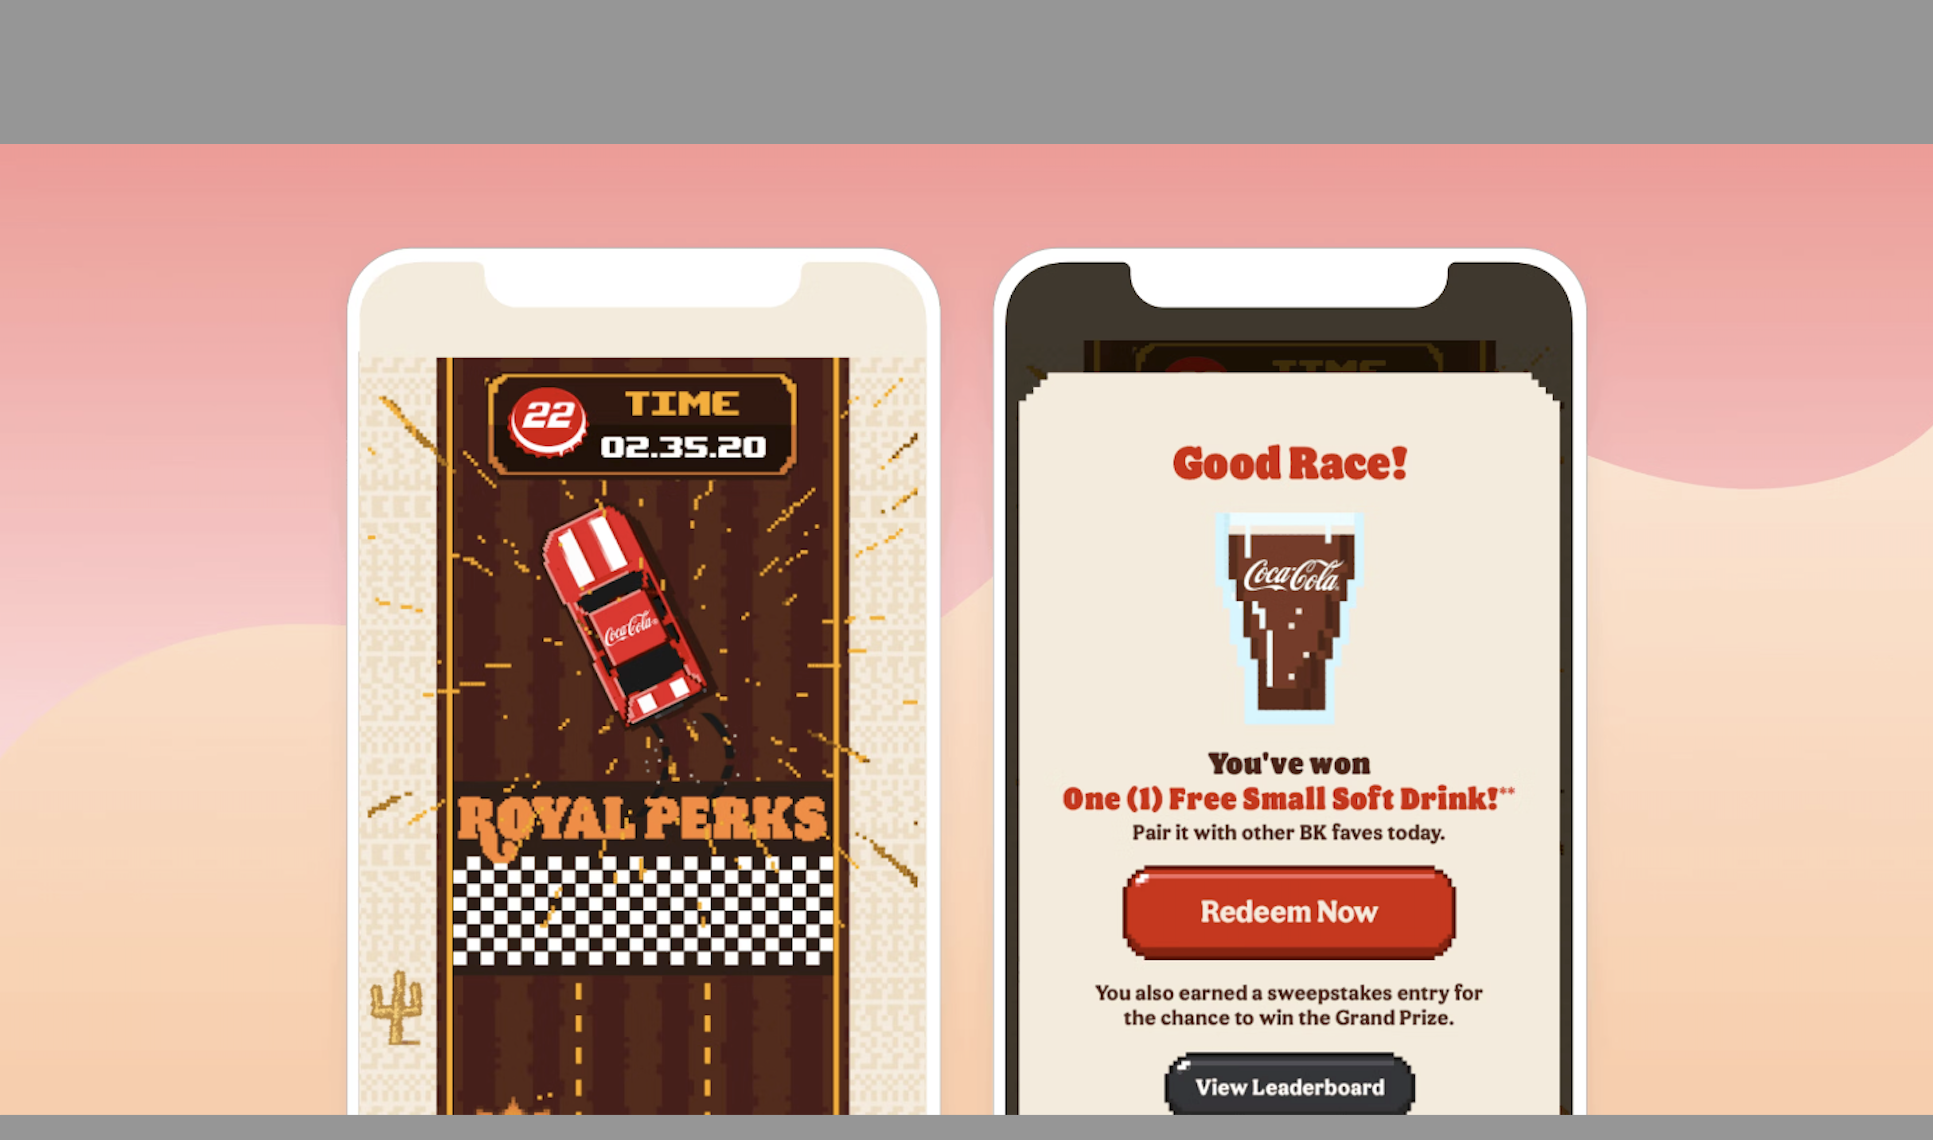 22
TIME
02.35.20
Coca-Cola
ROYAL PERKS
TIME
Good Race!
Coca-Cola
You've won
One (1) Free Small Soft Drink!**
Pair it with other BK faves today.
Redeem Now
You also earned a sweepstakes entry for
the chance to win the Grand Prize.
View Leaderboard